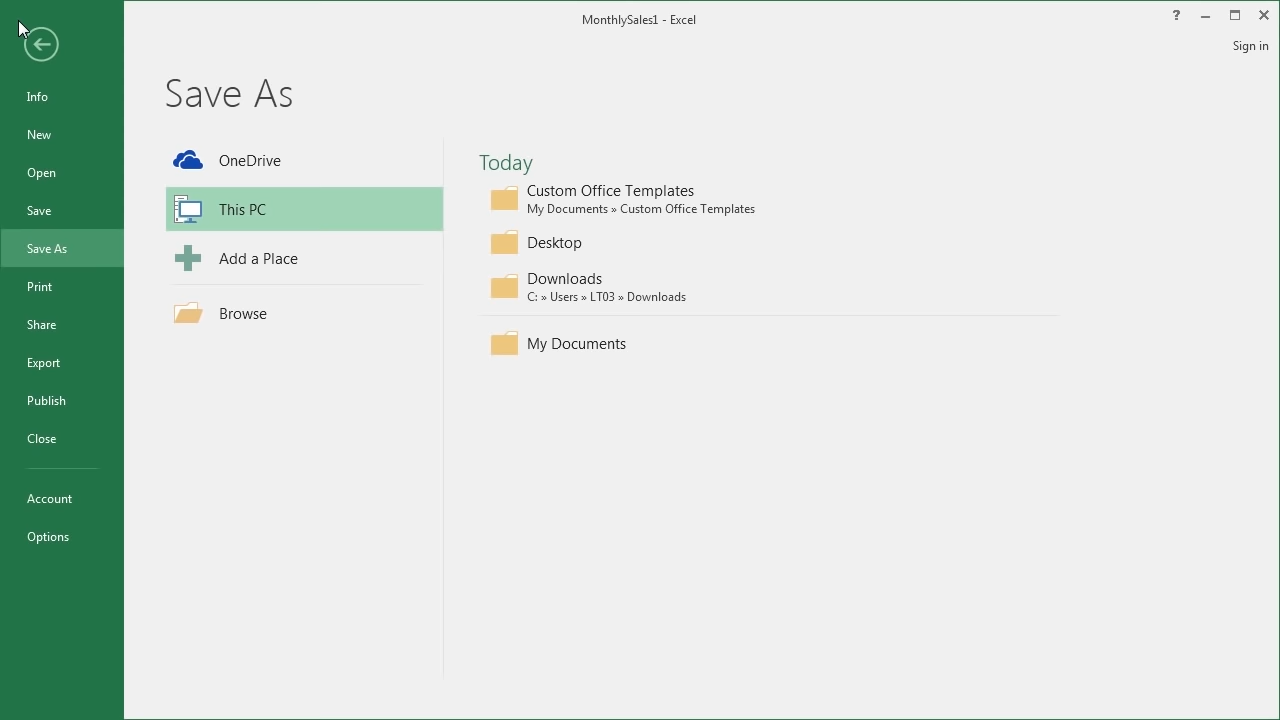 MonthlySales1 - Excel
?
Sign in
Info
New
Open
Save
Save As
Print
Share
Export
Publish
Close
Account
Options
Save As
OneDrive
This PC
Add a Place
Browse
Today
Custom Office Templates
My Documents » Custom Office Templates
Desktop
Downloads
C: » Users » LT03 » Downloads
My Documents